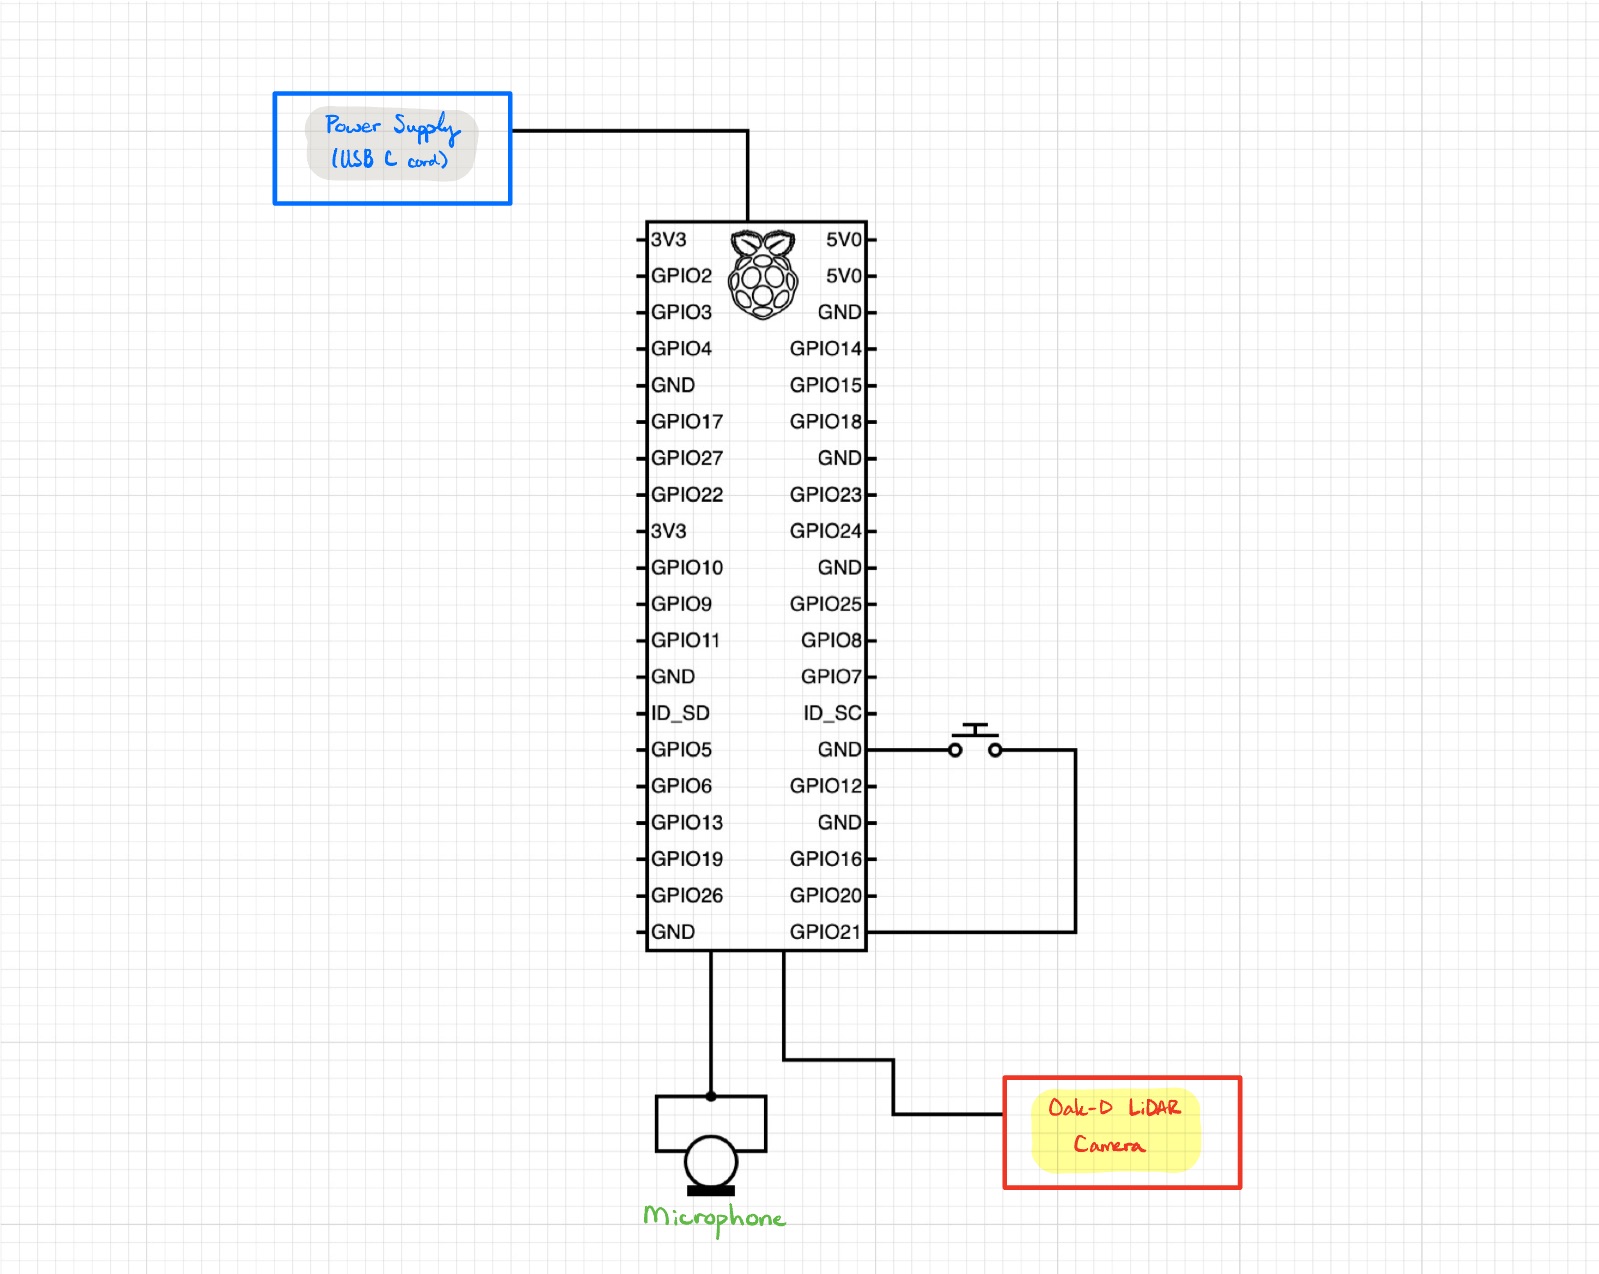 Power Supply
(USB C cord)
3V3 5V0
GPIO2 5V0
GPIO3 GND
GPIO4 GPIO14
GND GPIO15
GPIO17 GPIO18
GPIO27 GND
GPIO22 GPIO23
3V3 GPIO24
GPIO10 GND
GPIO9 GPIO25
GPIO11 GPIO8
GND GPIO7
ID_SD ID_SC
GPIO5 GND
GPIO6 GPIO12
GPIO13 GND
GPIO19 GPIO16
GPIO26 GPIO20
GND GPIO21
Oak-D LiDAR
Camera
Microphone